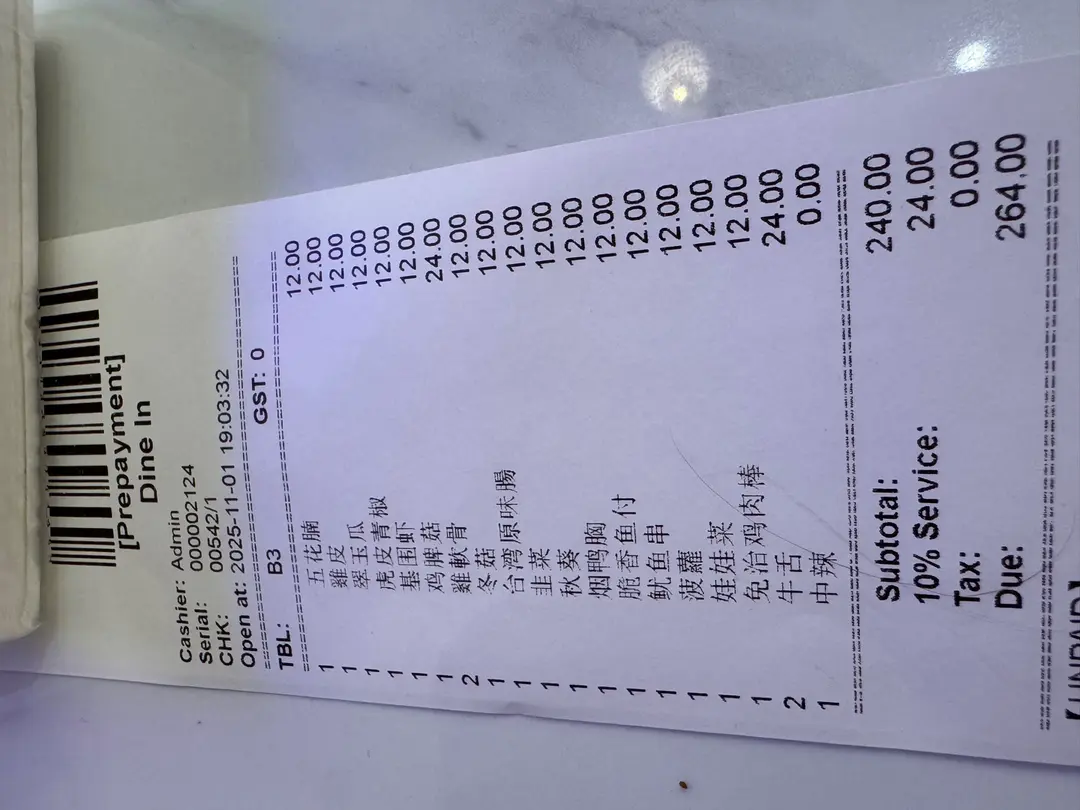 [Prepayment]
Dine In
Cashier: Admin
Serial: 000002124
CHK: 00542/1
Open at: 2025-11-01 19:03:32
TBL: B3 GST: 0
1 五花腩 12.00
1 雞皮 12.00
1 翠玉瓜 12.00
1 虎皮青椒 12.00
1 基围虾 12.00
1 鸡脾菇 12.00
2 雞軟骨 24.00
1 冬菇 12.00
1 台湾原味腸 12.00
1 韭菜 12.00
1 秋葵 12.00
1 烟鸭胸 12.00
1 脆香鱼付 12.00
1 鱿鱼串 12.00
1 菠蘿 12.00
1 娃娃菜 12.00
1 免治鸡肉棒 12.00
2 牛舌 24.00
1 中辣 0.00
Subtotal: 240.00
10% Service: 24.00
Tax: 0.00
Due: 264.00
[UNPAID]